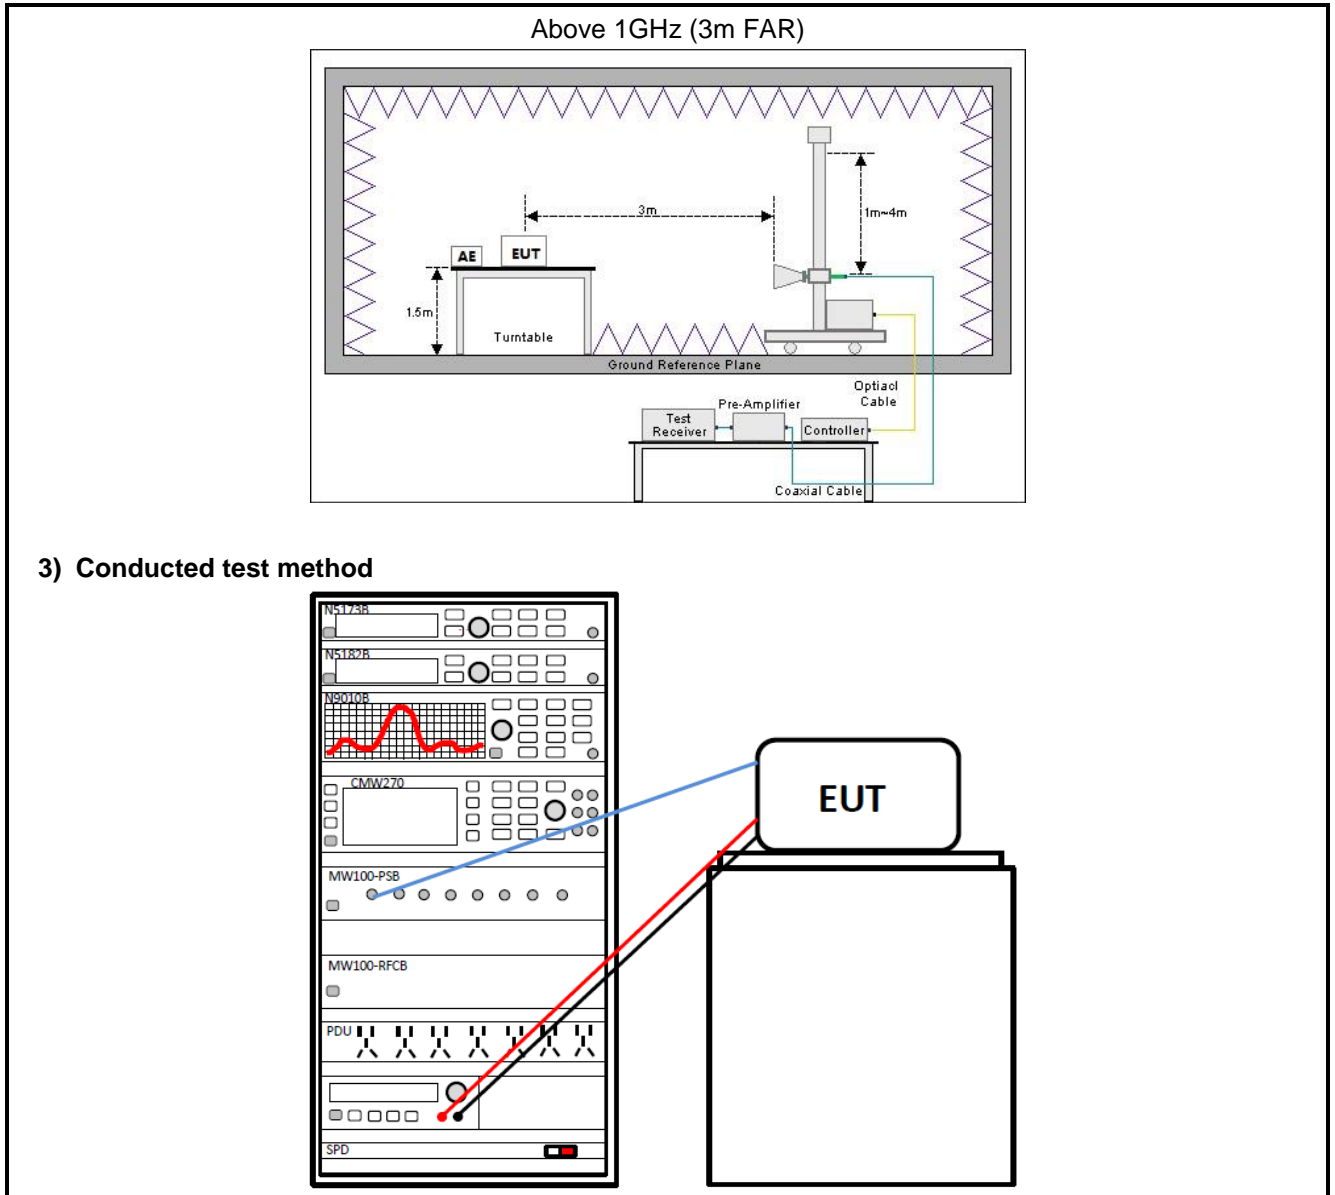 Above 1GHz (3m FAR)
3m
1m~4m
AE
EUT
1.5m
Turntable
Ground Reference Plane
Optiacl
Cable
Pre-Amplifier
Test
Receiver
Controller
Coaxial Cable
3) Conducted test method
N5173B
N5182B
N9010B
CMW270
EUT
MW100-PSB
MW100-RFCB
PDU
SPD